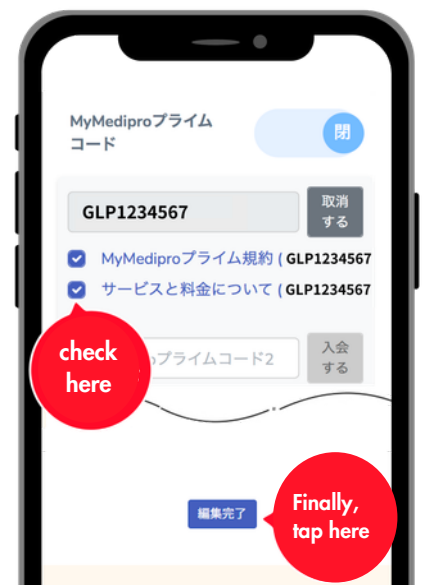 MyMediproプライム
コード
閉
GLP1234567
取消
する
MyMediproプライム規約 ( GLP1234567
サービスと料金について ( GLP1234567
check
here
プライムコード2
入会
する
編集完了
Finally,
tap here